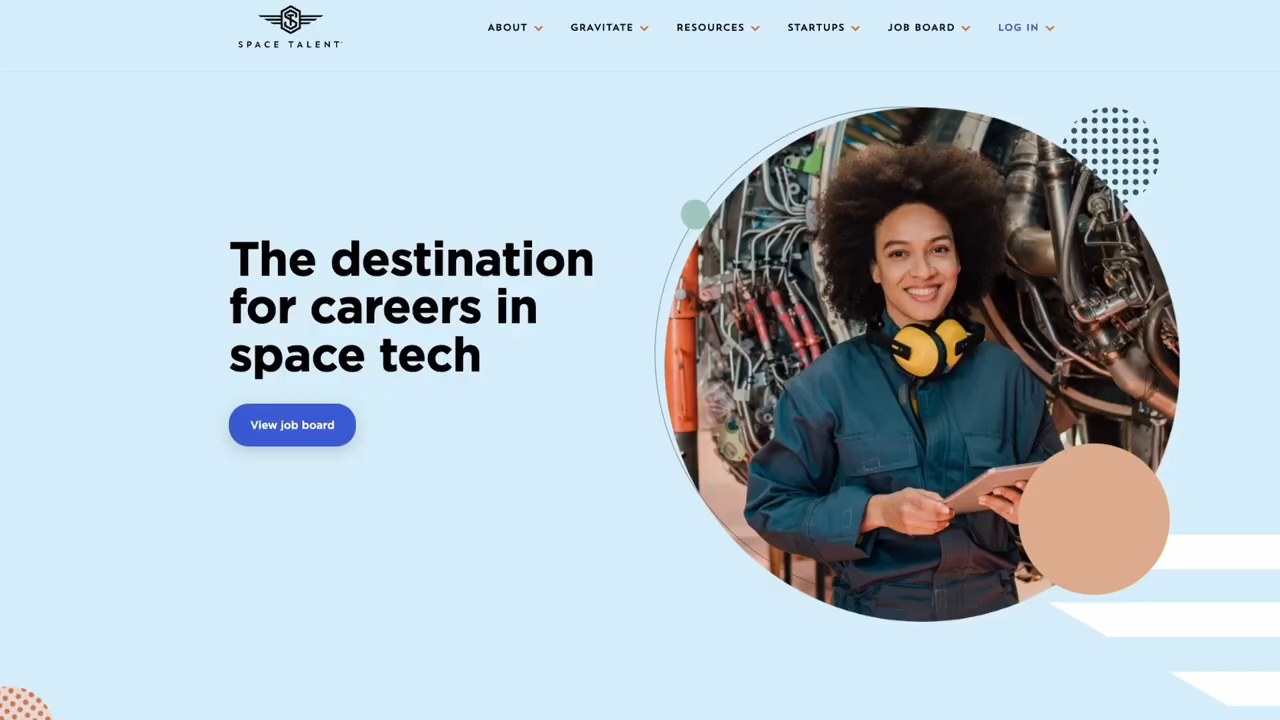 SPACE TALENT
ABOUT
GRAVITATE
RESOURCES
STARTUPS
JOB BOARD
LOG IN
The destination
for careers in
space tech
View job board